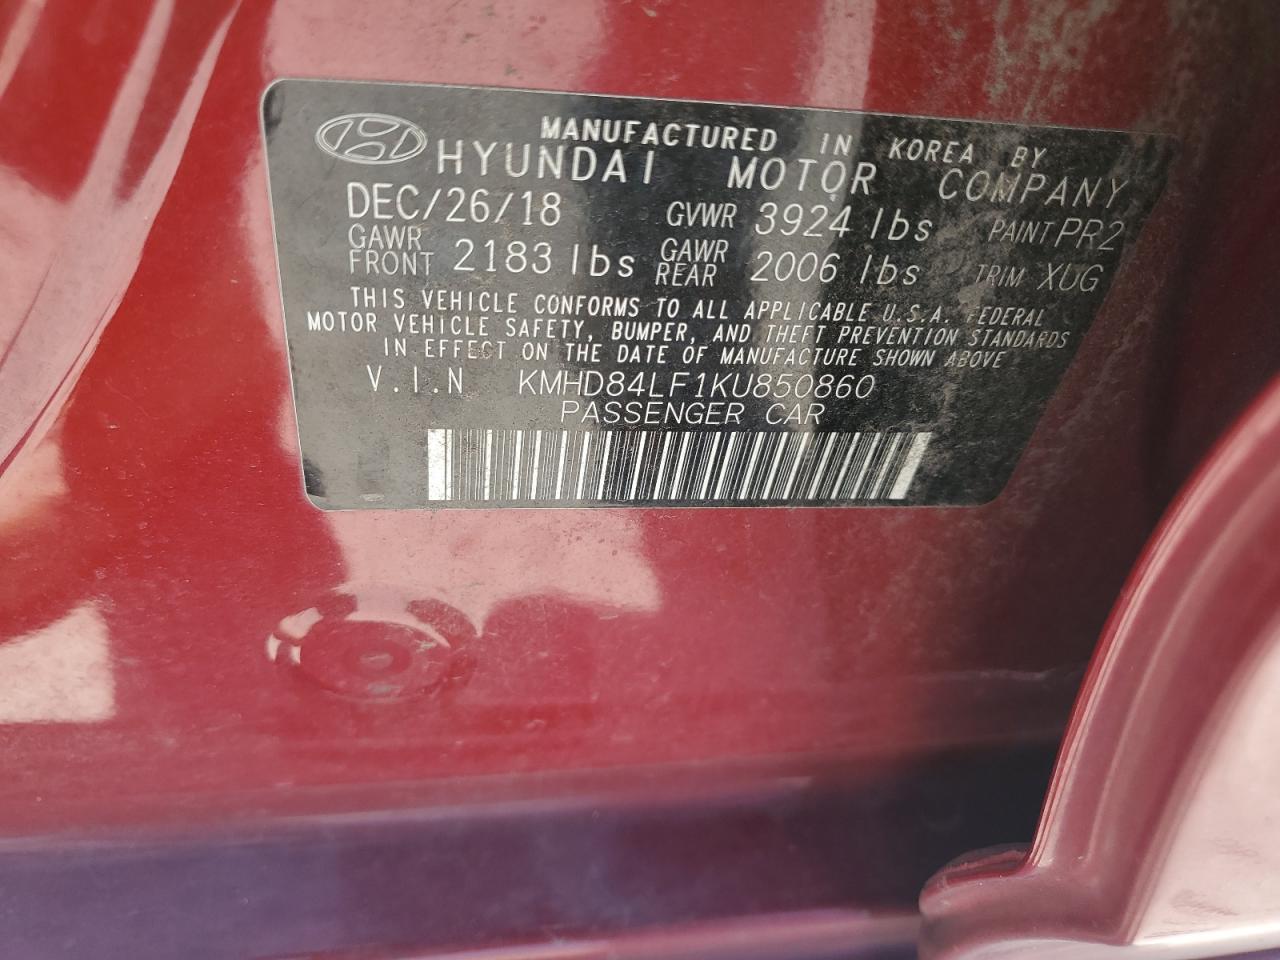 MANUFACTURED IN KOREA BY
HYUNDAI MOTOR COMPANY
DEC/26/18 GVWR 3924 lbs PAINT PR2
GAWR FRONT 2183 lbs GAWR REAR 2006 lbs TRIM XUG
THIS VEHICLE CONFORMS TO ALL APPLICABLE U.S.A. FEDERAL
MOTOR VEHICLE SAFETY, BUMPER, AND THEFT PREVENTION STANDARDS
IN EFFECT ON THE DATE OF MANUFACTURE SHOWN ABOVE
V.I.N KMHD84LF1KU850860
PASSENGER CAR